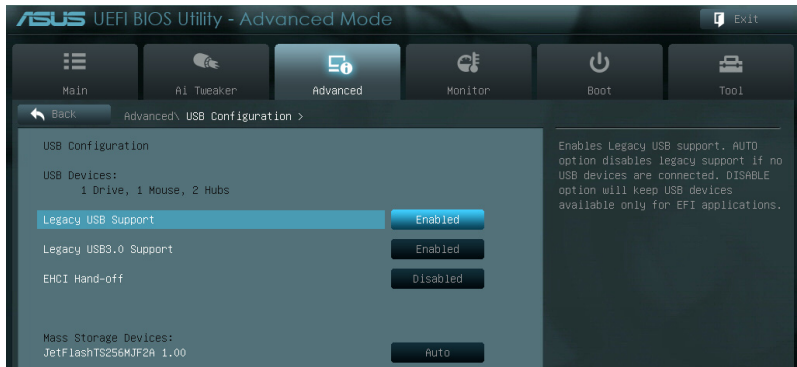 ASUS UEFI BIOS Utility - Advanced Mode
Exit
Main
Ai Tweaker
Advanced
Monitor
Boot
Tool
Back
Advanced\ USB Configuration >
USB Configuration
USB Devices:
1 Drive, 1 Mouse, 2 Hubs
Legacy USB Support Enabled
Legacy USB3.0 Support Enabled
EHCI Hand-off Disabled
Mass Storage Devices:
JetFlashTS256MJF2A 1.00 Auto
Enables Legacy USB support. AUTO
option disables legacy support if no
USB devices are connected. DISABLE
option will keep USB devices
available only for EFI applications.